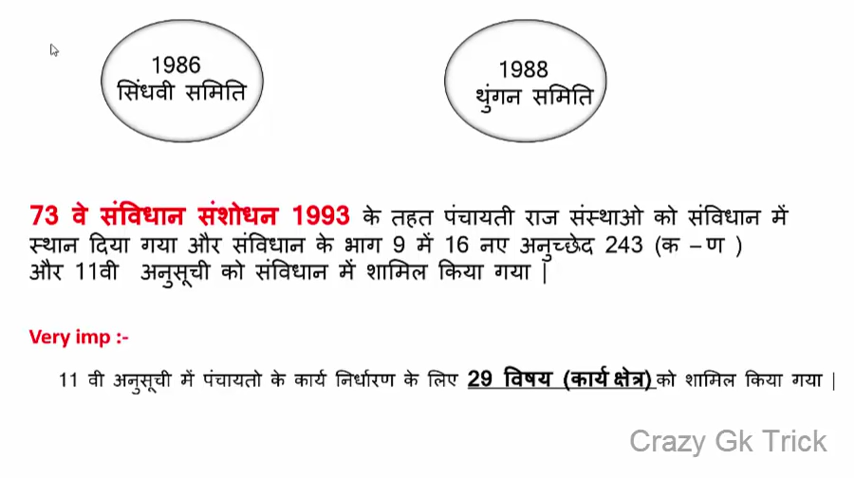 1986
सिंधवी समिति
1988
थुंगन समिति
73 वे संविधान संशोधन 1993 के तहत पंचायती राज संस्थाओ को संविधान में
स्थान दिया गया और संविधान के भाग 9 में 16 नए अनुच्छेद 243 (क – ण )
और 11वी अनुसूची को संविधान में शामिल किया गया |
Very imp :-
11 वी अनुसूची में पंचायतो के कार्य निर्धारण के लिए 29 विषय (कार्य क्षेत्र) को शामिल किया गया |
Crazy Gk Trick